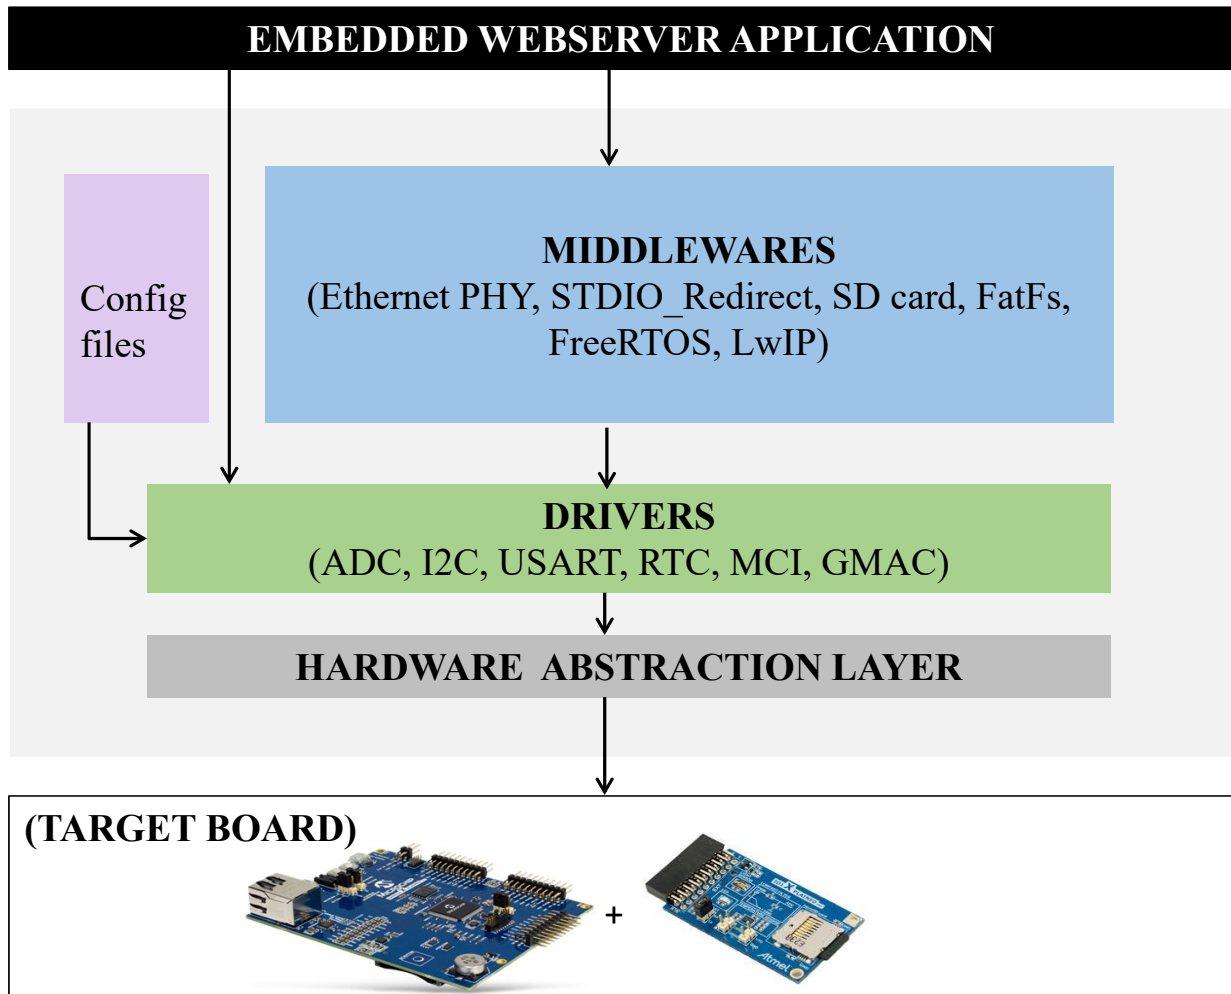 EMBEDDED WEBSERVER APPLICATION
Config
files
MIDDLEWARES
(Ethernet PHY, STDIO_Redirect, SD card, FatFs,
FreeRTOS, LwIP)
DRIVERS
(ADC, I2C, USART, RTC, MCI, GMAC)
HARDWARE ABSTRACTION LAYER
(TARGET BOARD)
+
Atmel